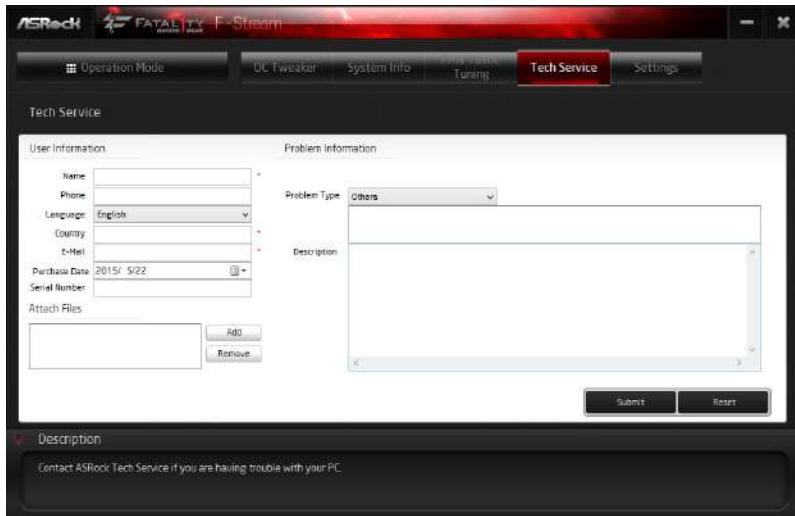 ASRock FATAL1TY F-Stream
Operation Mode
OC Tweaker
System Info
Tuning
Tech Service
Settings
Tech Service
User Information
Name
*
Phone
Language
English
Country
*
E-Mail
*
Purchase Date
2015/ 5/22
Serial Number
Attach Files
Add
Remove
Problem Information
Problem Type
Others
Description
Submit
Reset
Description
Contact ASRock Tech Service if you are having trouble with your PC.